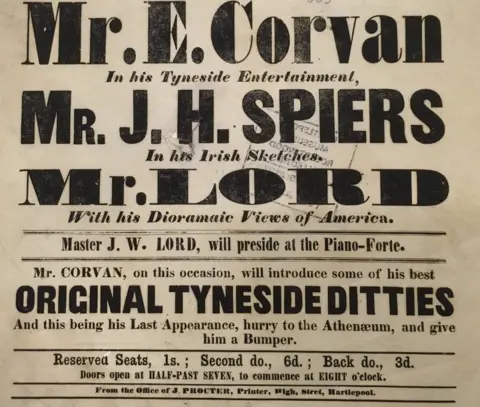 Mr. E. Corvan
In his Tyneside Entertainment,
MR. J. H. SPIERS
In his Irish Sketches.
Mr. LORD
With his Dioramaic Views of America.
Master J. W. LORD, will preside at the Piano-Forte.
Mr. CORVAN, on this occasion, will introduce some of his best
ORIGINAL TYNESIDE DITTIES
And this being his Last Appearance, hurry to the Athenæum, and give
him a Bumper.
Reserved Seats, 1s.; Second do., 6d.; Back do., 3d.
Doors open at HALF-PAST SEVEN, to commence at EIGHT o'clock.
From the Office of J. PROCTER, Printer, High, Street, Hartlepool.